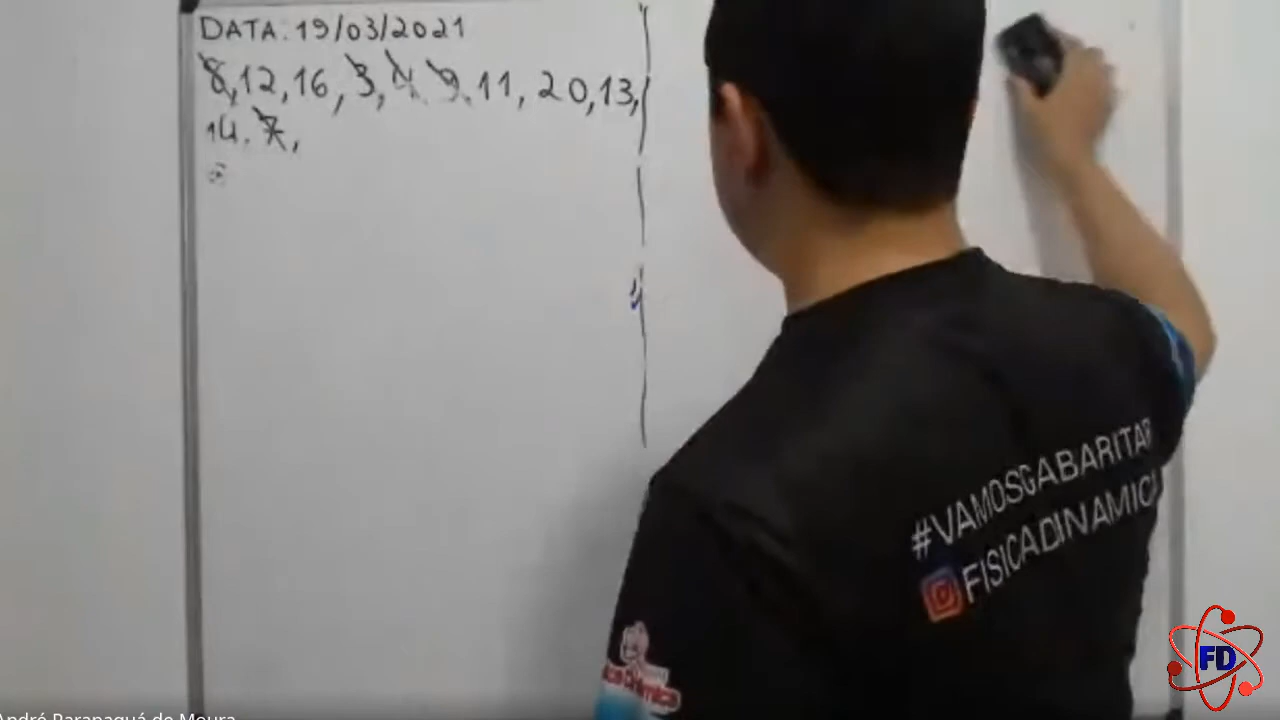 DATA: 19/03/2021
8, 12, 16, 3, 4, 9, 11, 20, 13,
14, 7,
#VAMOSGABARITAR
FISICADINAMIC
FD
André Paranaguá de Moura